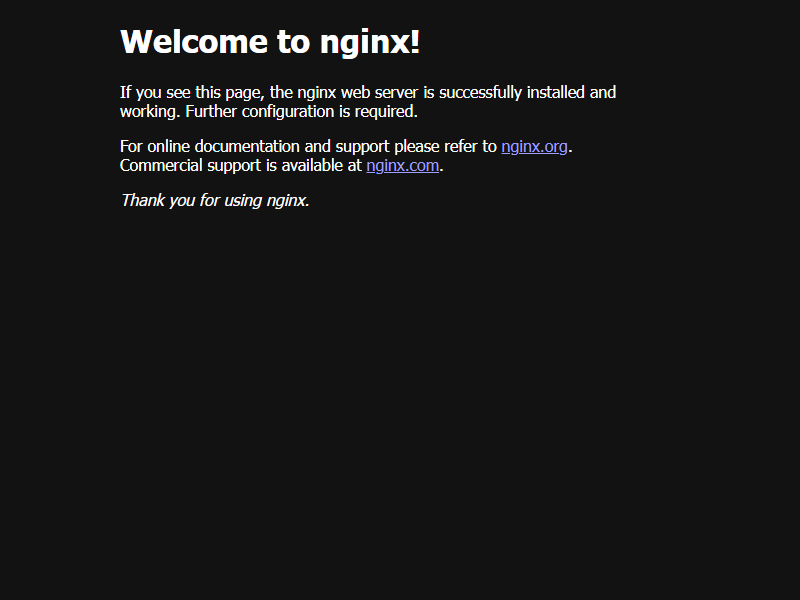 Welcome to nginx!
If you see this page, the nginx web server is successfully installed and
working. Further configuration is required.
For online documentation and support please refer to nginx.org.
Commercial support is available at nginx.com.
Thank you for using nginx.